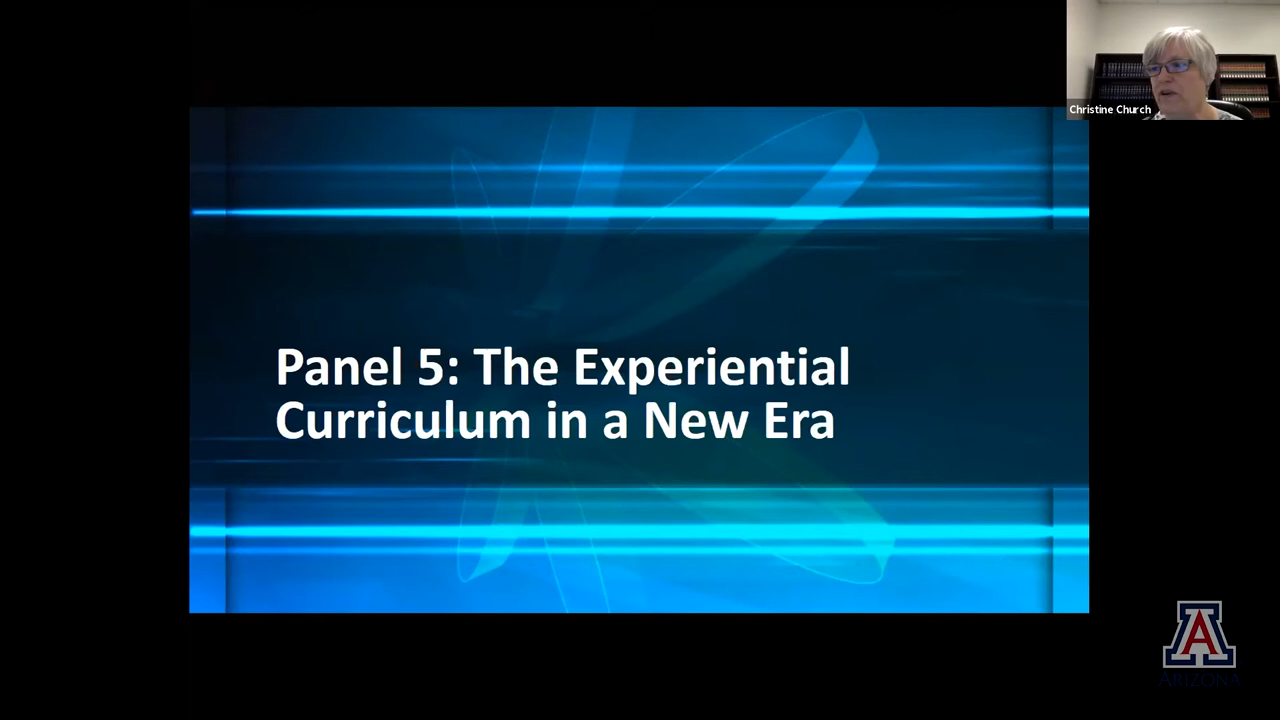 Christine Church
Panel 5: The Experiential
Curriculum in a New Era
A
ARIZONA